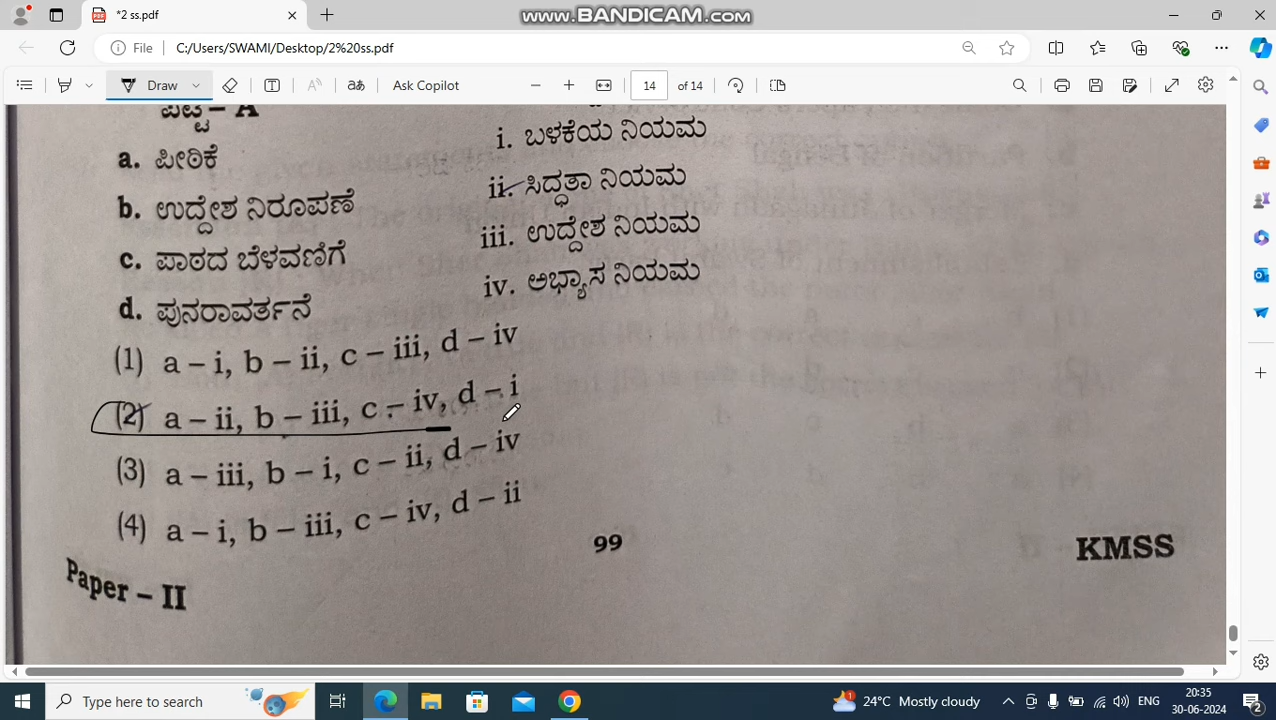 www.BANDICAM.com
*2 ss.pdf
File C:/Users/SWAMI/Desktop/2%20ss.pdf
Draw Ask Copilot 14 of 14
ಪಟ್ಟಿ – A
a. ಪೀಠಿಕೆ
b. ಉದ್ದೇಶ ನಿರೂಪಣೆ
c. ಪಾಠದ ಬೆಳವಣಿಗೆ
d. ಪುನರಾವರ್ತನೆ
i. ಬಳಕೆಯ ನಿಯಮ
ii. ಸಿದ್ಧತಾ ನಿಯಮ
iii. ಉದ್ದೇಶ ನಿಯಮ
iv. ಅಭ್ಯಾಸ ನಿಯಮ
(1) a – i, b – ii, c – iii, d – iv
(2) a – ii, b – iii, c – iv, d – i
(3) a – iii, b – i, c – ii, d – iv
(4) a – i, b – iii, c – iv, d – ii
Paper – II
99
KMSS
Type here to search
24°C Mostly cloudy
ENG
20:35
30-06-2024